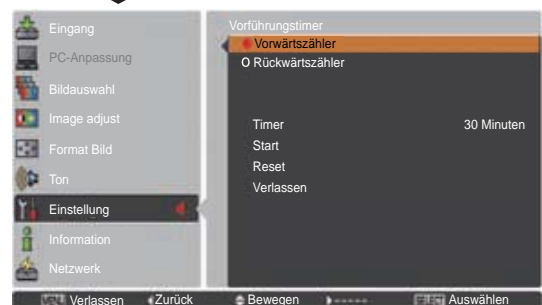 Eingang
PC-Anpassung
Bildauswahl
Image adjust
Format Bild
Ton
Einstellung
Information
Netzwerk
Vorführungstimer
Vorwärtszähler
O Rückwärtszähler
Timer 30 Minuten
Start
Reset
Verlassen
MENU Verlassen Zurück Bewegen ----- Auswählen